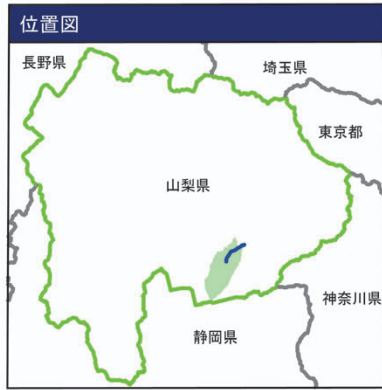 位置図
長野県
埼玉県
東京都
山梨県
神奈川県
静岡県